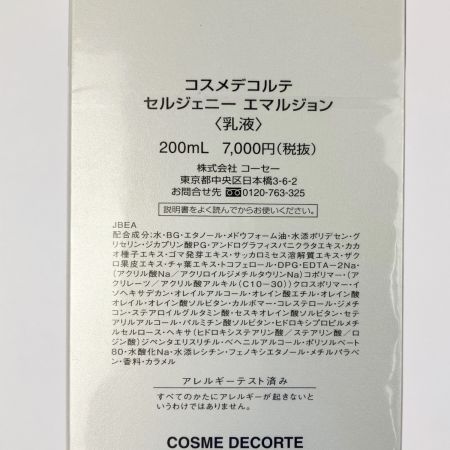 コスメデコルテ
セルジェニー エマルジョン
〈乳液〉
200mL 7,000円(税抜)
株式会社 コーセー
東京都中央区日本橋3-6-2
お問合せ先 0120-763-325
説明書をよく読んでからお使いください。
JBEA
配合成分:水・BG・エタノール・メドウフォーム油・水添ポリデセン・グ
リセリン・ジカプリン酸PG・アンドログラフィスパニクラタエキス・カカ
オ種子エキス・ゴマ発芽エキス・サッカロミセス溶解質エキス・ザク
ロ果皮エキス・チャ葉エキス・トコフェロール・DPG・EDTA-2Na・
(アクリル酸Na/アクリロイルジメチルタウリンNa)コポリマー・(ア
クリレーツ/アクリル酸アルキル(C10-30))クロスポリマー・イ
ソヘキサデカン・オレイルアルコール・オレイン酸エチル・オレイン酸
オレイル・オレイン酸ソルビタン・カルボマー・コレステロール・ジメチ
コン・ステアロイルグルタミン酸・セスキオレイン酸ソルビタン・セテ
アリルアルコール・パルミチン酸ソルビタン・ヒドロキシプロピルメチ
ルセルロース・ヘキサ(ヒドロキシステアリン酸/ステアリン酸/ロ
ジン酸)ジペンタエリスリチル・ベヘニルアルコール・ポリソルベート
80・水酸化Na・水添レシチン・フェノキシエタノール・メチルパラベ
ン・香料・カラメル
アレルギーテスト済み
すべてのかたにアレルギーが起きないと
いうわけではありません。
COSME DECORTE